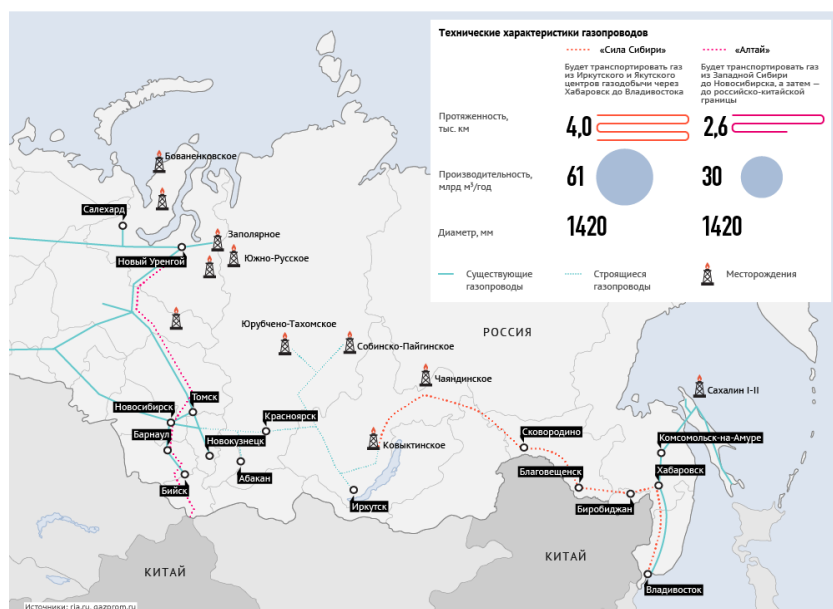 Технические характеристики газопроводов
«Сила Сибири»
«Алтай»
Будет транспортировать газ
из Иркутского и Якутского
центров газодобычи через
Хабаровск до Владивостока
Будет транспортировать газ
из Западной Сибири
до Новосибирска, а затем —
до российско-китайской
границы
Протяженность,
тыс. км
4,0
2,6
Производительность,
млрд м³/год
61
30
Диаметр, мм
1420
1420
Существующие
газопроводы
Строящиеся
газопроводы
Месторождения
Бованенковское
Салехард
Заполярное
Новый Уренгой
Южно-Русское
Юрубчено-Тахомское
Собинско-Пайгинское
РОССИЯ
Чаяндинское
Сахалин I-II
Томск
Новосибирск
Красноярск
Барнаул
Новокузнецк
Ковыктинское
Сковородино
Комсомольск-на-Амуре
Абакан
Благовещенск
Хабаровск
Бийск
Иркутск
Биробиджан
КИТАЙ
КИТАЙ
Владивосток
Источники: ria.ru, gazprom.ru